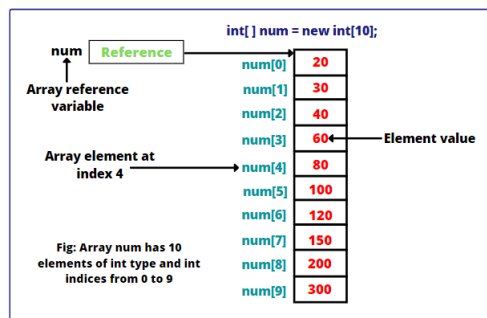 int[ ] num = new int[10];
num Reference
Array reference
variable
num[0] 20
num[1] 30
num[2] 40
num[3] 60 Element value
Array element at
index 4
num[4] 80
num[5] 100
num[6] 120
num[7] 150
num[8] 200
num[9] 300
Fig: Array num has 10
elements of int type and int
indices from 0 to 9